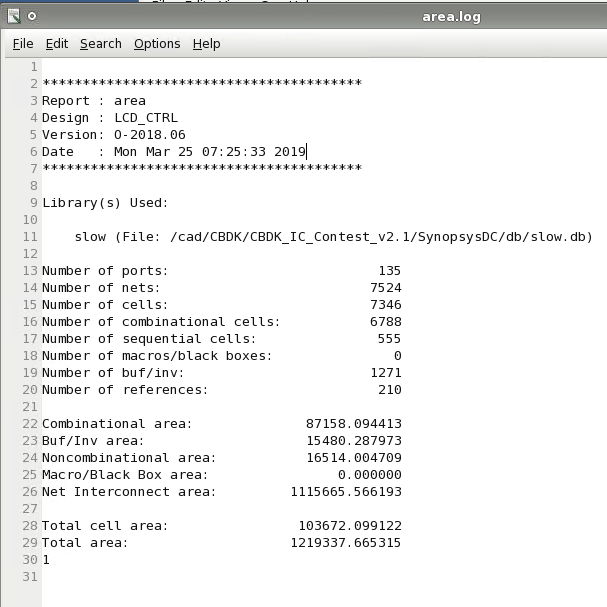 area.log
File Edit Search Options Help
1
2 ****************************************
3 Report : area
4 Design : LCD_CTRL
5 Version: O-2018.06
6 Date   : Mon Mar 25 07:25:33 2019
7 ****************************************
8
9 Library(s) Used:
10
11     slow (File: /cad/CBDK/CBDK_IC_Contest_v2.1/SynopsysDC/db/slow.db)
12
13 Number of ports:                          135
14 Number of nets:                          7524
15 Number of cells:                         7346
16 Number of combinational cells:           6788
17 Number of sequential cells:               555
18 Number of macros/black boxes:               0
19 Number of buf/inv:                       1271
20 Number of references:                     210
21
22 Combinational area:              87158.094413
23 Buf/Inv area:                    15480.287973
24 Noncombinational area:           16514.004709
25 Macro/Black Box area:                0.000000
26 Net Interconnect area:         1115665.566193
27
28 Total cell area:                103672.099122
29 Total area:                    1219337.665315
30 1
31